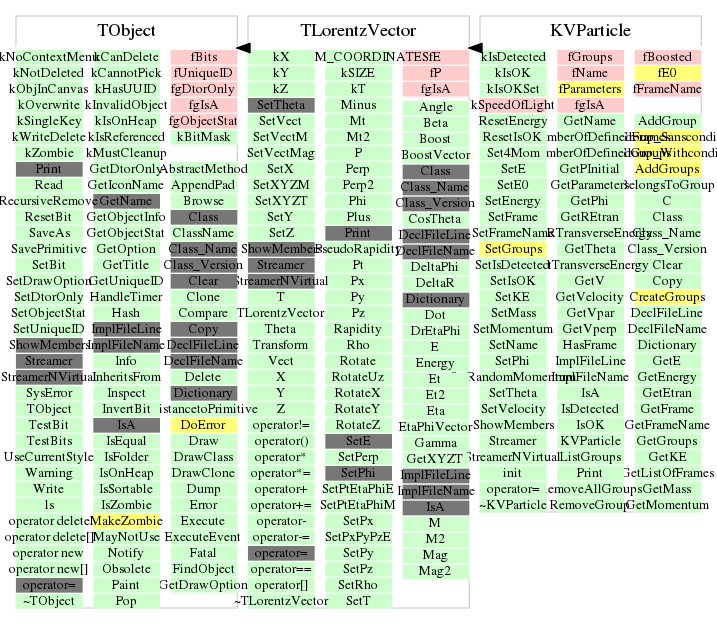 TObject
kNoContextMenu
kNotDeleted
kObjInCanvas
kOverwrite
kSingleKey
kWriteDelete
kZombie
Print
Read
RecursiveRemove
ResetBit
SaveAs
SavePrimitive
SetBit
SetDrawOption
SetDtorOnly
SetObjectStat
SetUniqueID
ShowMembers
Streamer
StreamerNVirtual
SysError
TObject
TestBit
TestBits
UseCurrentStyle
Warning
Write
ls
operator delete
operator delete[]
operator new
operator new[]
operator=
~TObject
kCanDelete
kCannotPick
kHasUUID
kInvalidObject
kIsOnHeap
kIsReferenced
kMustCleanup
GetDtorOnly
GetIconName
GetName
GetObjectInfo
GetObjectStat
GetOption
GetTitle
GetUniqueID
HandleTimer
Hash
ImplFileLine
ImplFileName
Info
InheritsFrom
Inspect
InvertBit
IsA
IsEqual
IsFolder
IsOnHeap
IsSortable
IsZombie
MakeZombie
MayNotUse
Notify
Obsolete
Paint
Pop
fBits
fUniqueID
fgDtorOnly
fgIsA
fgObjectStat
kBitMask
AbstractMethod
AppendPad
Browse
Class
ClassName
Class_Name
Class_Version
Clear
Clone
Compare
Copy
DeclFileLine
DeclFileName
Delete
Dictionary
istancetoPrimitive
DoError
Draw
DrawClass
DrawClone
Dump
Error
Execute
ExecuteEvent
Fatal
FindObject
GetDrawOption
TLorentzVector
kX
kY
kZ
SetTheta
SetVect
SetVectM
SetVectMag
SetX
SetXYZM
SetXYZT
SetY
SetZ
ShowMembers
Streamer
StreamerNVirtual
T
TLorentzVector
Theta
Transform
Vect
X
Y
Z
operator!=
operator()
operator*
operator*=
operator+
operator+=
operator-
operator-=
operator=
operator==
operator[]
~TLorentzVector
M_COORDINATES
kSIZE
kT
Minus
Mt
Mt2
P
Perp
Perp2
Phi
Plus
Print
PseudoRapidity
Pt
Px
Py
Pz
Rapidity
Rho
Rotate
RotateUz
RotateX
RotateY
RotateZ
SetE
SetPerp
SetPhi
SetPtEtaPhiE
SetPtEtaPhiM
SetPx
SetPxPyPzE
SetPy
SetPz
SetRho
SetT
fE
fP
fgIsA
Angle
Beta
Boost
BoostVector
Class
Class_Name
Class_Version
CosTheta
DeclFileLine
DeclFileName
DeltaPhi
DeltaR
Dictionary
Dot
DrEtaPhi
E
Energy
Et
Et2
Eta
EtaPhiVector
Gamma
GetXYZT
ImplFileLine
ImplFileName
IsA
M
M2
Mag
Mag2
KVParticle
kIsDetected
kIsOK
kIsOKSet
kSpeedOfLight
ResetEnergy
ResetIsOK
Set4Mom
SetE
SetE0
SetEnergy
SetFrame
SetFrameName
SetGroups
SetIsDetected
SetIsOK
SetKE
SetMass
SetMomentum
SetName
SetPhi
RandomMomentum
SetTheta
SetVelocity
ShowMembers
Streamer
StreamerNVirtual
init
operator=
~KVParticle
fGroups
fName
fParameters
fgIsA
GetName
mberOfDefined
mberOfDefined
GetPInitial
GetParameters
GetPhi
GetREtran
RTransverseEnergy
GetTheta
tTransverseEnergy
GetV
GetVelocity
GetVpar
GetVperp
HasFrame
ImplFileLine
ImplFileName
IsA
IsDetected
IsOK
KVParticle
ListGroups
Print
emoveAllGroups
RemoveGroup
fBoosted
fE0
fFrameName
AddGroup
AddGroups
BelongsToGroup
C
Class
Class_Name
Class_Version
Clear
Copy
CreateGroups
DeclFileLine
DeclFileName
Dictionary
GetE
GetEnergy
GetEtran
GetFrame
GetFrameName
GetGroups
GetKE
GetListOfFrames
GetMass
GetMomentum